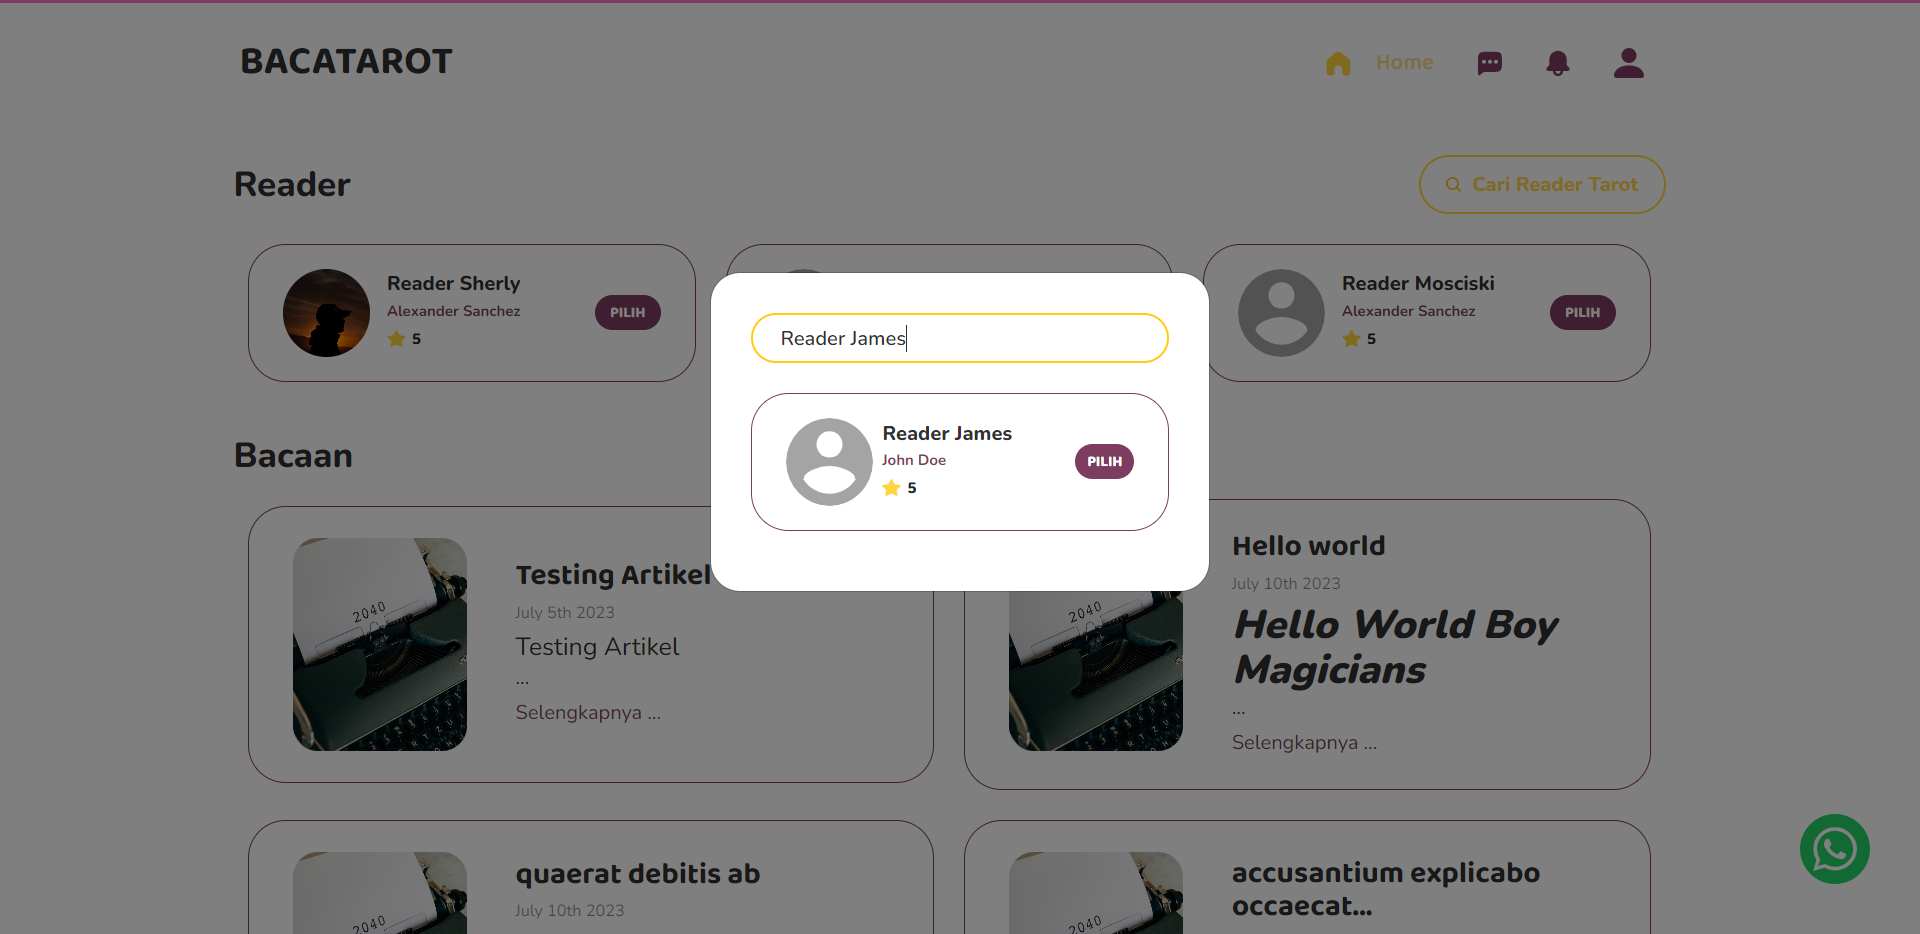 BACATAROT
Home
Reader
Cari Reader Tarot
Reader Sherly
Alexander Sanchez
5
PILIH
Reader Mosciski
Alexander Sanchez
5
PILIH
Reader James
Reader James
John Doe
5
PILIH
Bacaan
2040
Testing Artikel
July 5th 2023
Testing Artikel
...
Selengkapnya ...
2040
Hello world
July 10th 2023
Hello World Boy
Magicians
...
Selengkapnya ...
2040
quaerat debitis ab
July 10th 2023
2040
accusantium explicabo
occaecat...